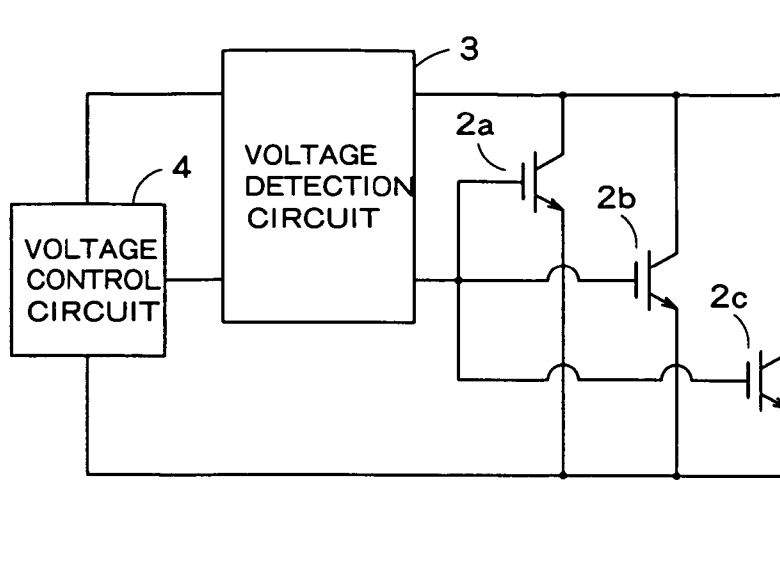 3
2a
4
VOLTAGE
DETECTION
CIRCUIT
2b
VOLTAGE
CONTROL
CIRCUIT
2c